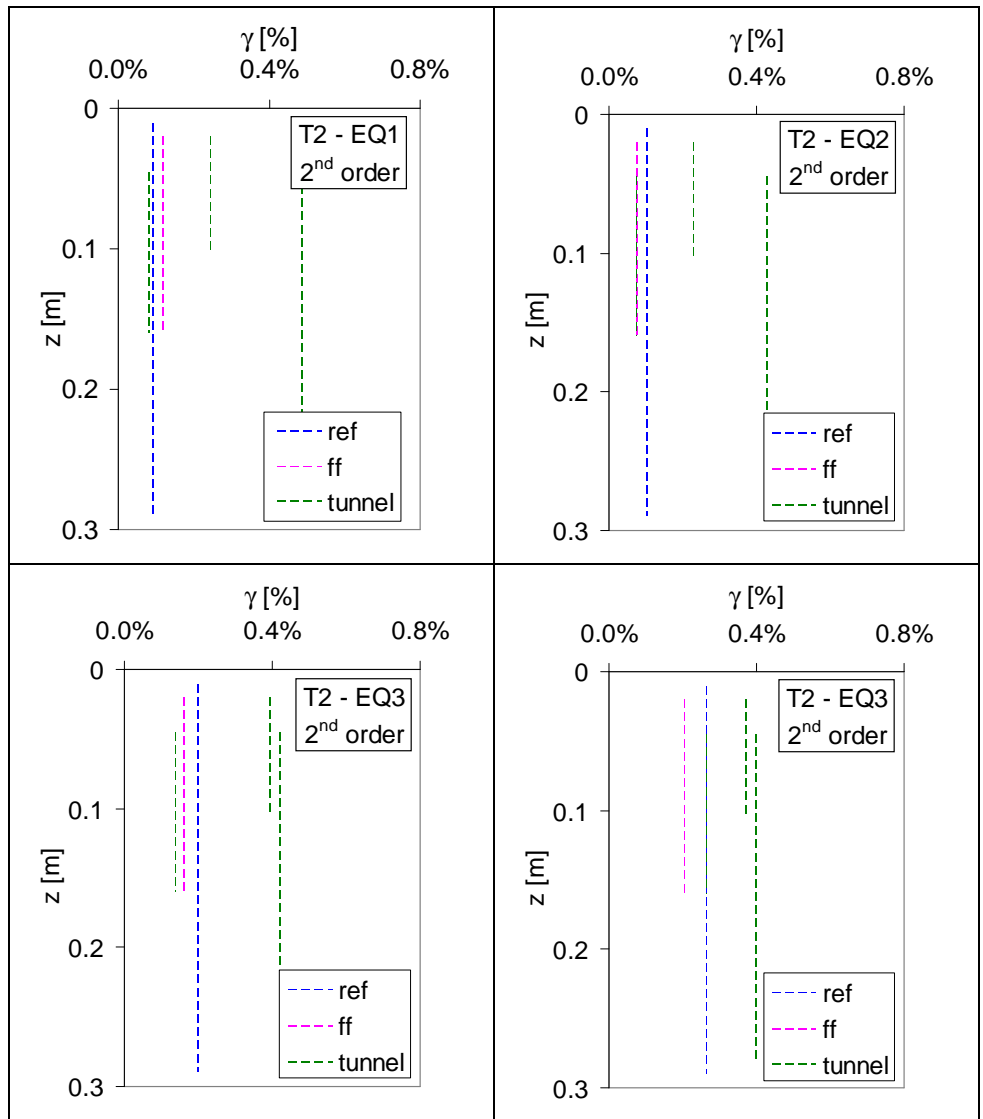 γ [%]
0.0% 0.4% 0.8%
0
0.1
0.2
0.3
z [m]
T2 - EQ1
2nd order
ref
ff
tunnel
γ [%]
0.0% 0.4% 0.8%
0
0.1
0.2
0.3
z [m]
T2 - EQ2
2nd order
ref
ff
tunnel
γ [%]
0.0% 0.4% 0.8%
0
0.1
0.2
0.3
z [m]
T2 - EQ3
2nd order
ref
ff
tunnel
γ [%]
0.0% 0.4% 0.8%
0
0.1
0.2
0.3
z [m]
T2 - EQ3
2nd order
ref
ff
tunnel